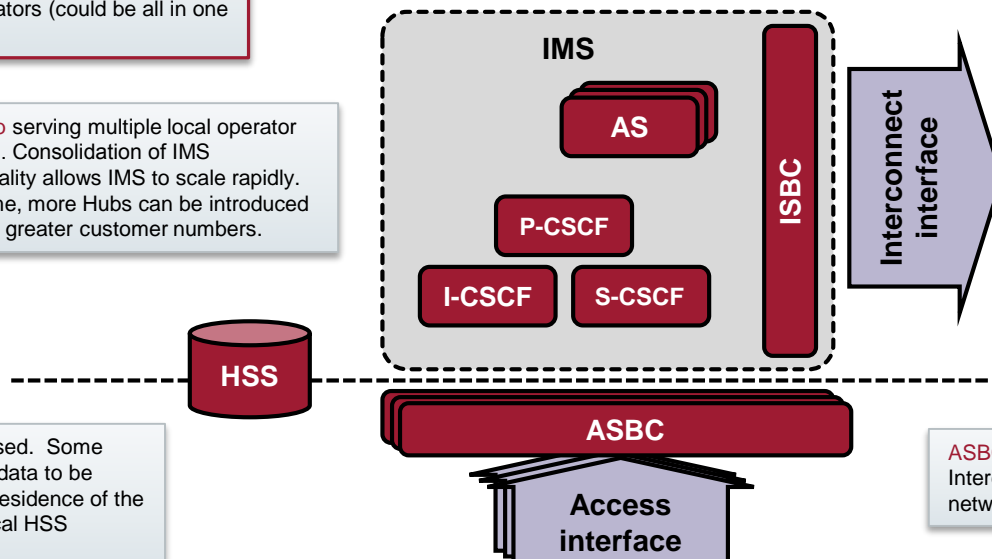 ators (could be all in one
serving multiple local operator
. Consolidation of IMS
ality allows IMS to scale rapidly.
ne, more Hubs can be introduced
greater customer numbers.
IMS
AS
P-CSCF
I-CSCF
S-CSCF
ISBC
Interconnect
interface
HSS
ASBC
sed. Some
data to be
esidence of the
cal HSS
Access
interface
ASB
Inter
netw